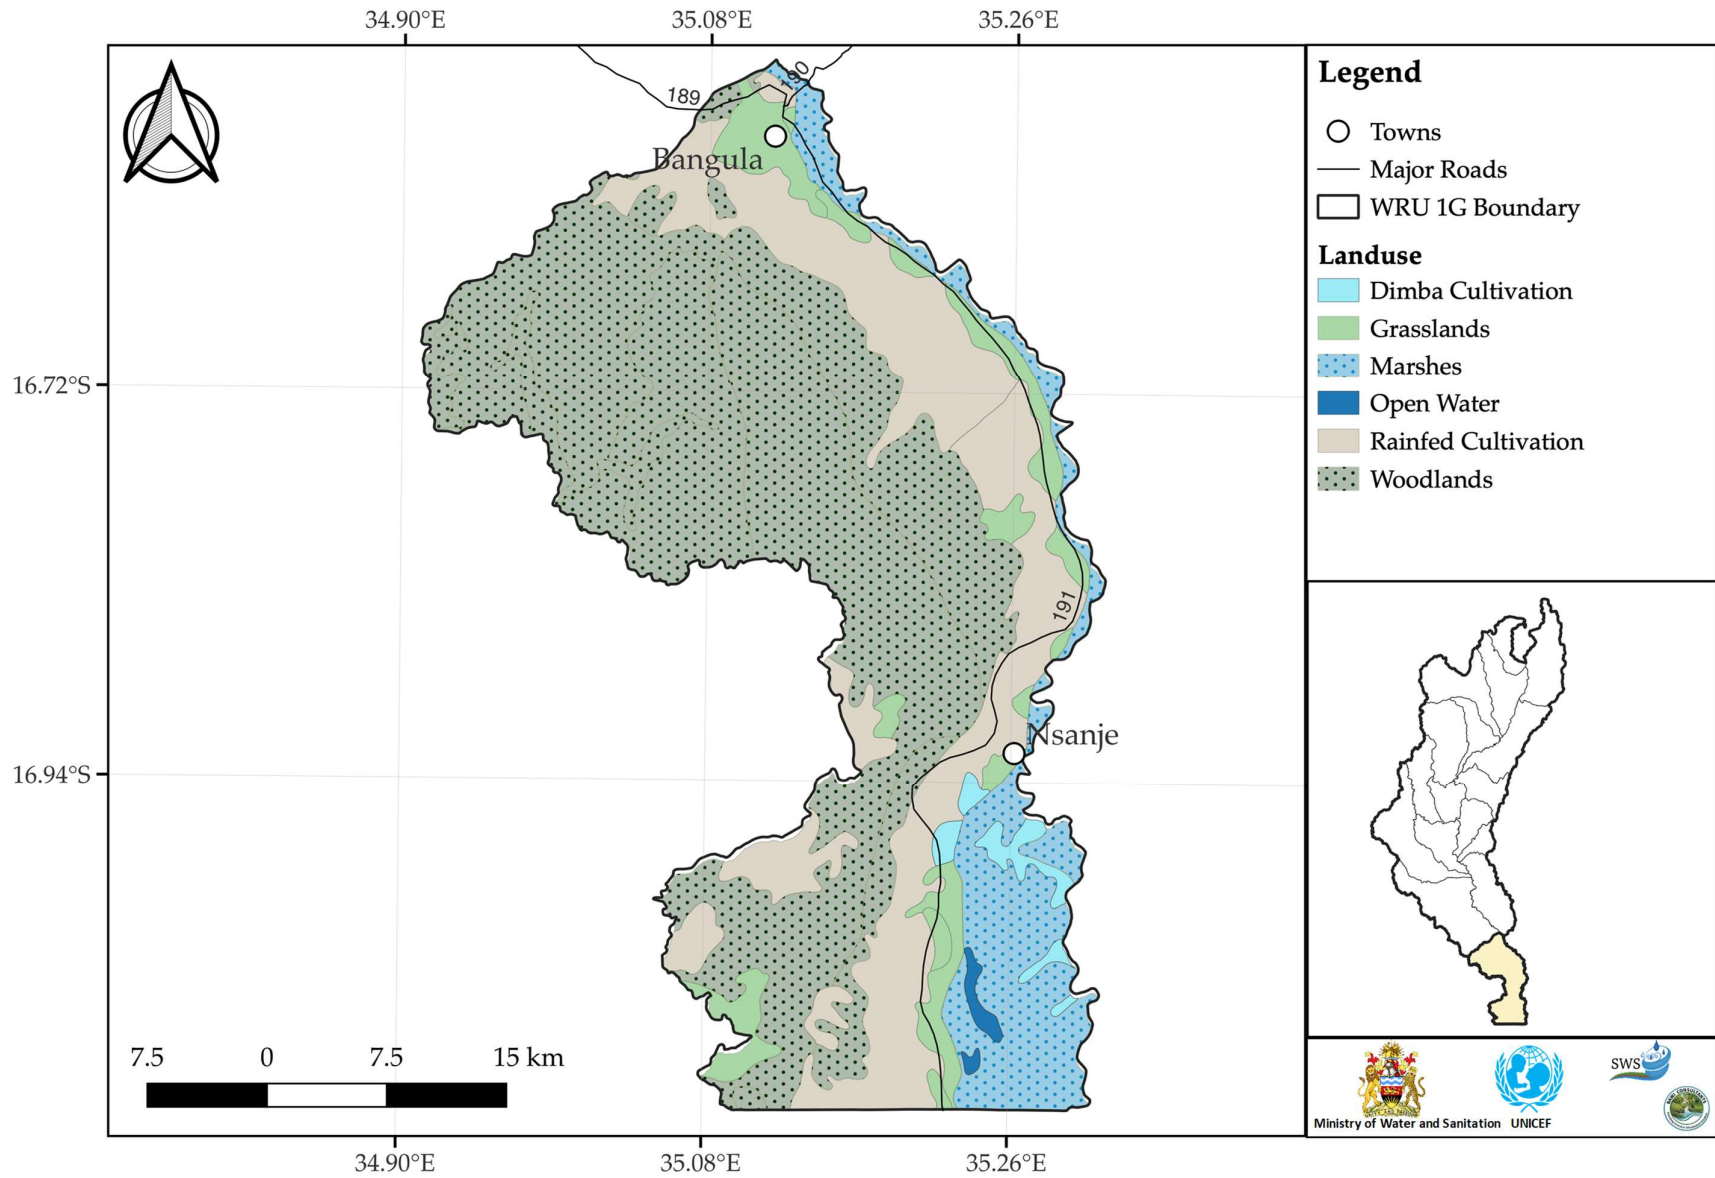 34.90°E 35.08°E 35.26°E
189
190
Bangula
16.72°S
191
Nsanje
16.94°S
7.5 0 7.5 15 km
34.90°E 35.08°E 35.26°E
Legend
Towns
Major Roads
WRU 1G Boundary
Landuse
Dimba Cultivation
Grasslands
Marshes
Open Water
Rainfed Cultivation
Woodlands
SWS
Ministry of Water and Sanitation UNICEF